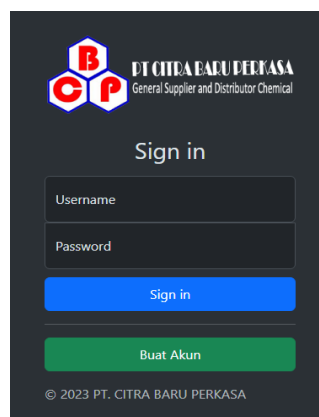 B
C P
PT CITRA BARU PERKASA
General Supplier and Distributor Chemical
Sign in
Username
Password
Sign in
Buat Akun
© 2023 PT. CITRA BARU PERKASA